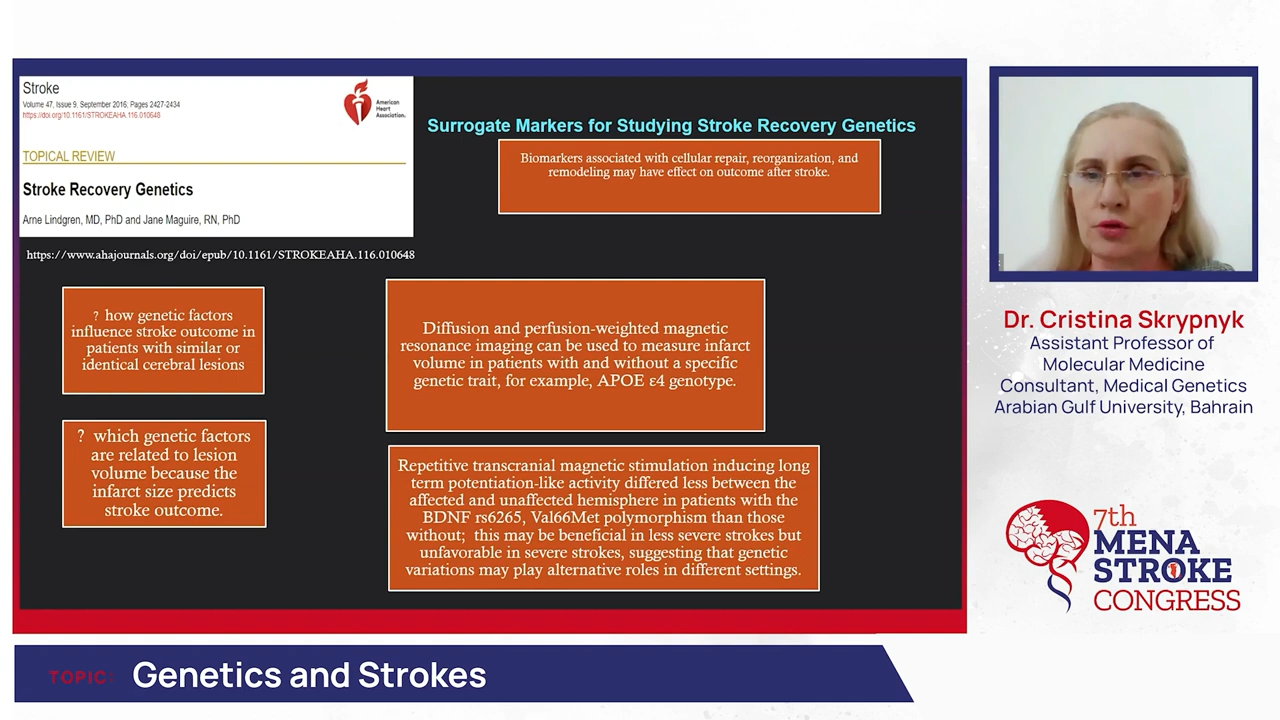 Stroke
Volume 47, Issue 9, September 2016; Pages 2427-2434
https://doi.org/10.1161/STROKEAHA.116.010648
American
Heart
Association.
TOPICAL REVIEW
Stroke Recovery Genetics
Arne Lindgren, MD, PhD and Jane Maguire, RN, PhD
https://www.ahajournals.org/doi/epub/10.1161/STROKEAHA.116.010648
Surrogate Markers for Studying Stroke Recovery Genetics
Biomarkers associated with cellular repair, reorganization, and
remodeling may have effect on outcome after stroke.
? how genetic factors
influence stroke outcome in
patients with similar or
identical cerebral lesions
Diffusion and perfusion-weighted magnetic
resonance imaging can be used to measure infarct
volume in patients with and without a specific
genetic trait, for example, APOE ε4 genotype.
? which genetic factors
are related to lesion
volume because the
infarct size predicts
stroke outcome.
Repetitive transcranial magnetic stimulation inducing long
term potentiation-like activity differed less between the
affected and unaffected hemisphere in patients with the
BDNF rs6265, Val66Met polymorphism than those
without; this may be beneficial in less severe strokes but
unfavorable in severe strokes, suggesting that genetic
variations may play alternative roles in different settings.
Dr. Cristina Skrypnyk
Assistant Professor of
Molecular Medicine
Consultant, Medical Genetics
Arabian Gulf University, Bahrain
7th
MENA
STROKE
CONGRESS
TOPIC:
Genetics and Strokes